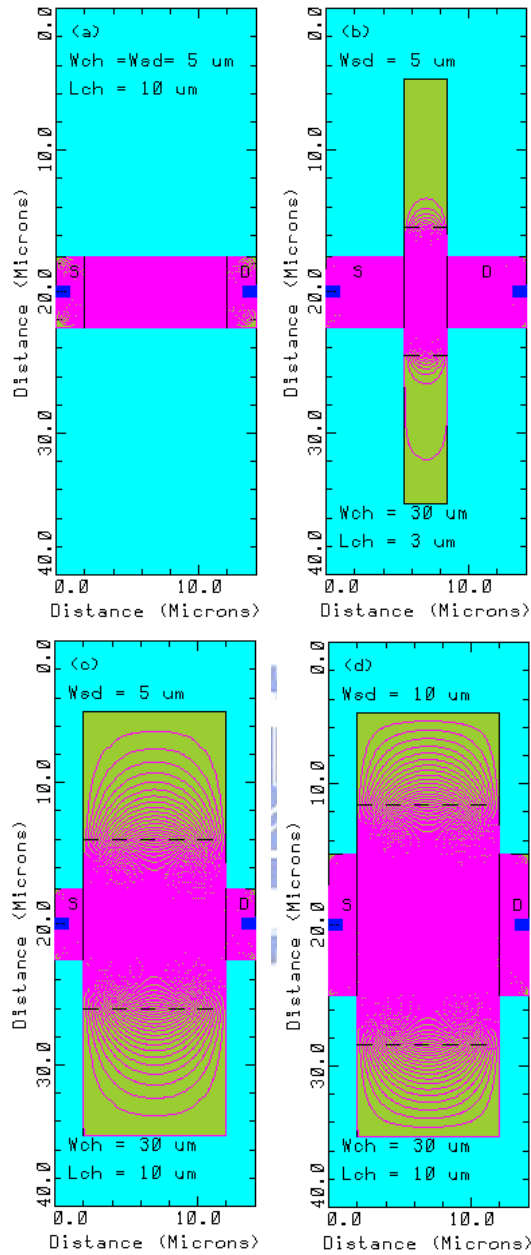 (a)
Wch =Wsd= 5 um
Lch = 10 um
S
D
0.0
10.0
20.0
30.0
40.0
Distance (Microns)
0.0
10.0
Distance (Microns)
(b)
Wsd = 5 um
S
D
Wch = 30 um
Lch = 3 um
0.0
10.0
20.0
30.0
40.0
Distance (Microns)
0.0
10.0
Distance (Microns)
(c)
Wsd = 5 um
S
D
Wch = 30 um
Lch = 10 um
0.0
10.0
20.0
30.0
40.0
Distance (Microns)
0.0
10.0
Distance (Microns)
(d)
Wsd = 10 um
S
D
Wch = 30 um
Lch = 10 um
0.0
10.0
20.0
30.0
40.0
Distance (Microns)
0.0
10.0
Distance (Microns)